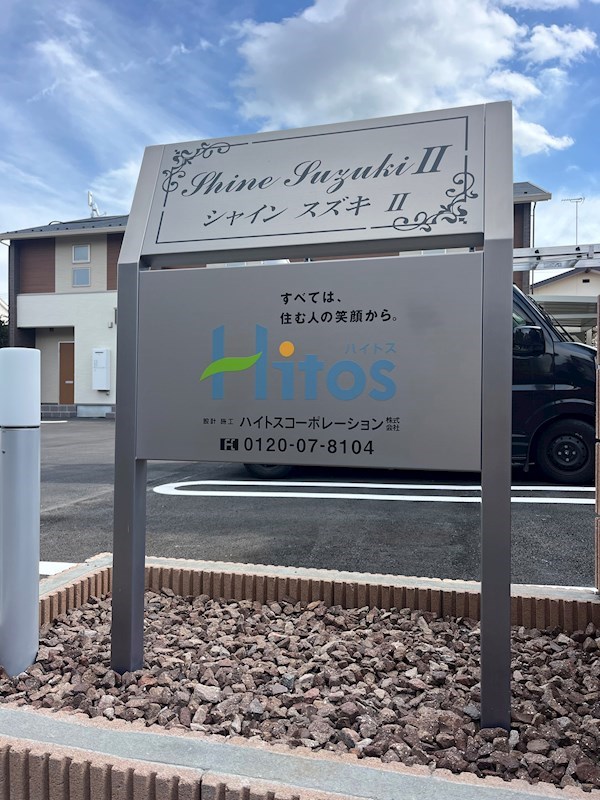 Shine Suzuki II
シャイン スズキ II
すべては、
住む人の笑顔から。
ハイトス
Hitos
設計 施工 ハイトスコーポレーション株式会社
0120-07-8104